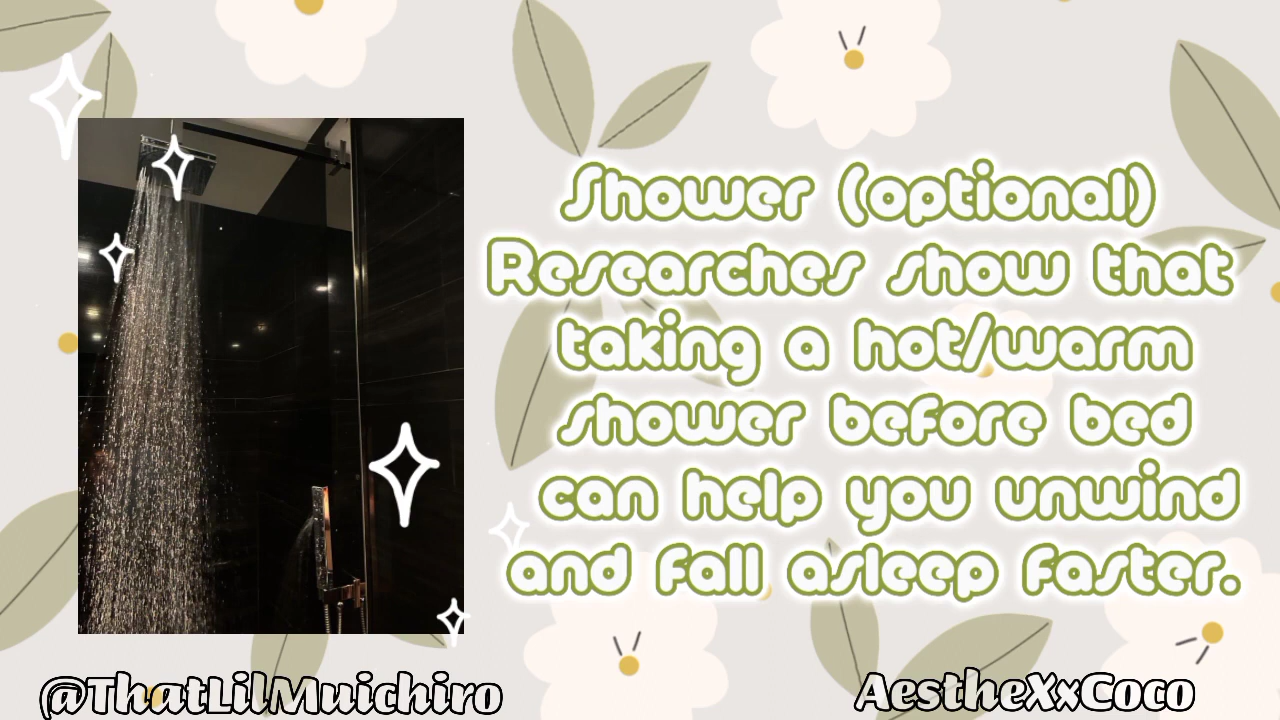 Shower (optional)
Researches show that
taking a hot/warm
shower before bed
can help you unwind
and fall asleep faster.
@ThatLilMuichiro
AestheXxCoco